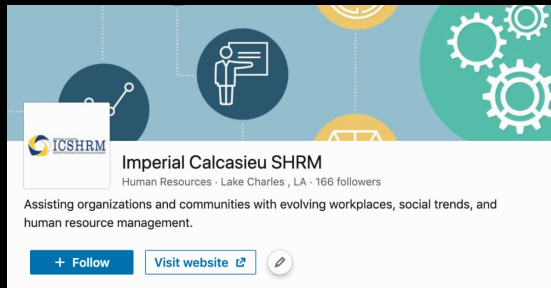 ICSHRM
Imperial Calcasieu SHRM
Human Resources · Lake Charles , LA · 166 followers
Assisting organizations and communities with evolving workplaces, social trends, and
human resource management.
+ Follow
Visit website